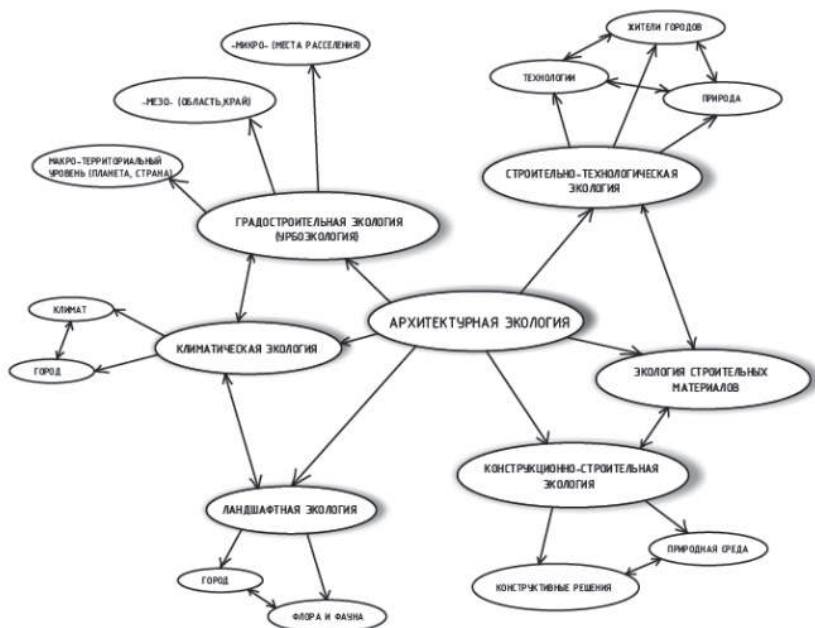 -МИКРО- (МЕСТА РАССЕЛЕНИЯ)
-МЕЗО- (ОБЛАСТЬ,КРАЙ)
МАКРО-ТЕРРИТОРИАЛЬНЫЙ
УРОВЕНЬ (ПЛАНЕТА, СТРАНА)
ГРАДОСТРОИТЕЛЬНАЯ ЭКОЛОГИЯ
(УРБОЭКОЛОГИЯ)
ЖИТЕЛИ ГОРОДОВ
ТЕХНОЛОГИИ
ПРИРОДА
СТРОИТЕЛЬНО-ТЕХНОЛОГИЧЕСКАЯ
ЭКОЛОГИЯ
АРХИТЕКТУРНАЯ ЭКОЛОГИЯ
КЛИМАТ
ГОРОД
КЛИМАТИЧЕСКАЯ ЭКОЛОГИЯ
ЭКОЛОГИЯ СТРОИТЕЛЬНЫХ
МАТЕРИАЛОВ
КОНСТРУКЦИОННО-СТРОИТЕЛЬНАЯ
ЭКОЛОГИЯ
ЛАНДШАФТНАЯ ЭКОЛОГИЯ
ГОРОД
ФЛОРА И ФАУНА
ПРИРОДНАЯ СРЕДА
КОНСТРУКТИВНЫЕ РЕШЕНИЯ